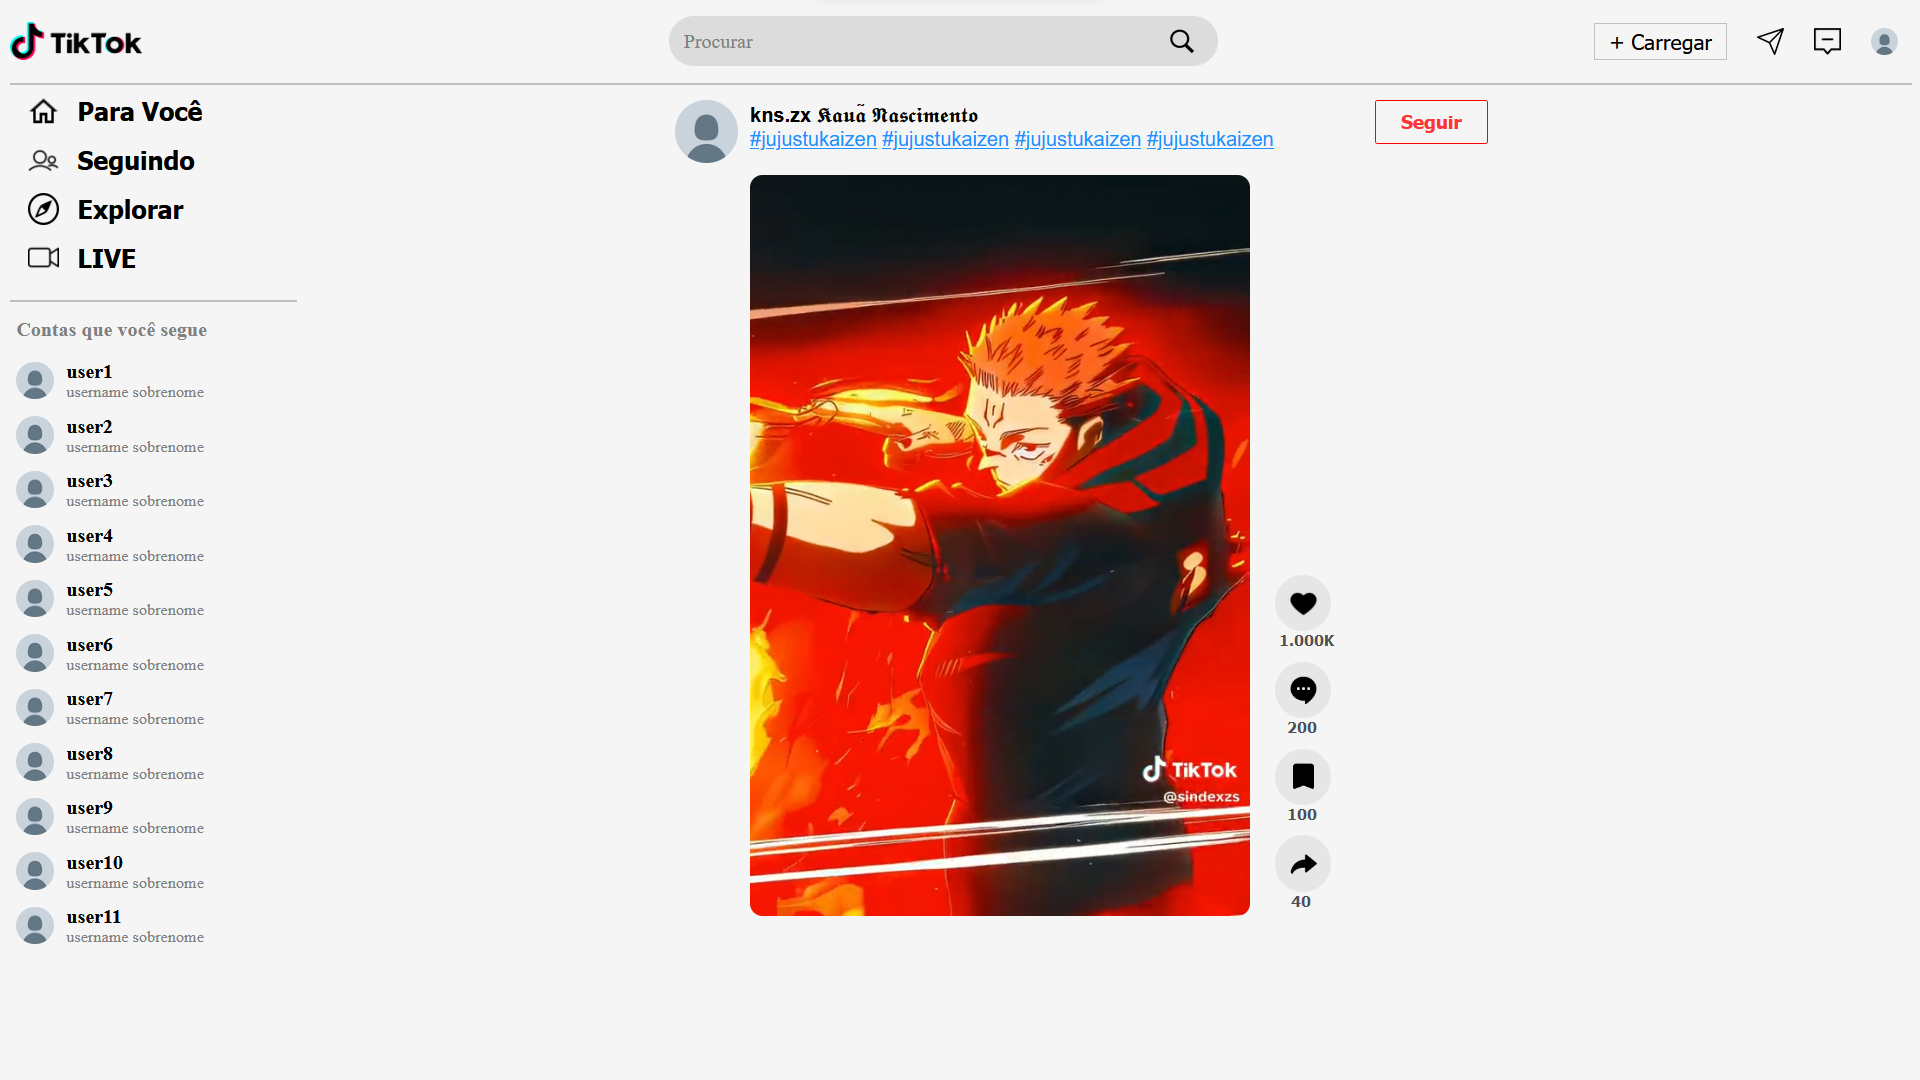 TikTok
Procurar
+ Carregar
Para Você
Seguindo
Explorar
LIVE
Contas que você segue
user1
username sobrenome
user2
username sobrenome
user3
username sobrenome
user4
username sobrenome
user5
username sobrenome
user6
username sobrenome
user7
username sobrenome
user8
username sobrenome
user9
username sobrenome
user10
username sobrenome
user11
username sobrenome
kns.zx 𝕶𝖆𝖚𝖆̃ 𝕹𝖆𝖘𝖈𝖎𝖒𝖊𝖓𝖙𝖔
#jujustukaizen #jujustukaizen #jujustukaizen #jujustukaizen
Seguir
TikTok
@sindexzs
1.000K
200
100
40